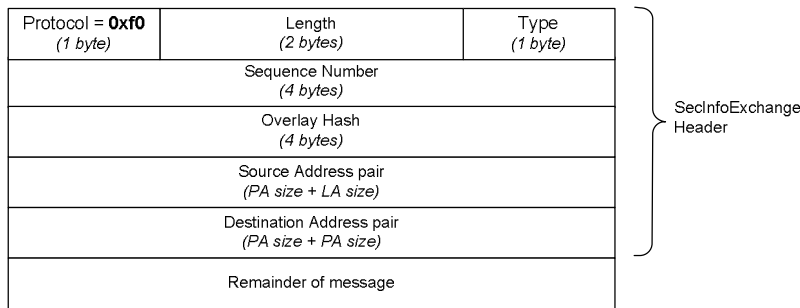 Protocol = 0xf0 Length Type
(1 byte) (2 bytes) (1 byte)
Sequence Number
(4 bytes)
Overlay Hash
(4 bytes)
SecInfoExchange
Header
Source Address pair
(PA size + LA size)
Destination Address pair
(PA size + PA size)
Remainder of message